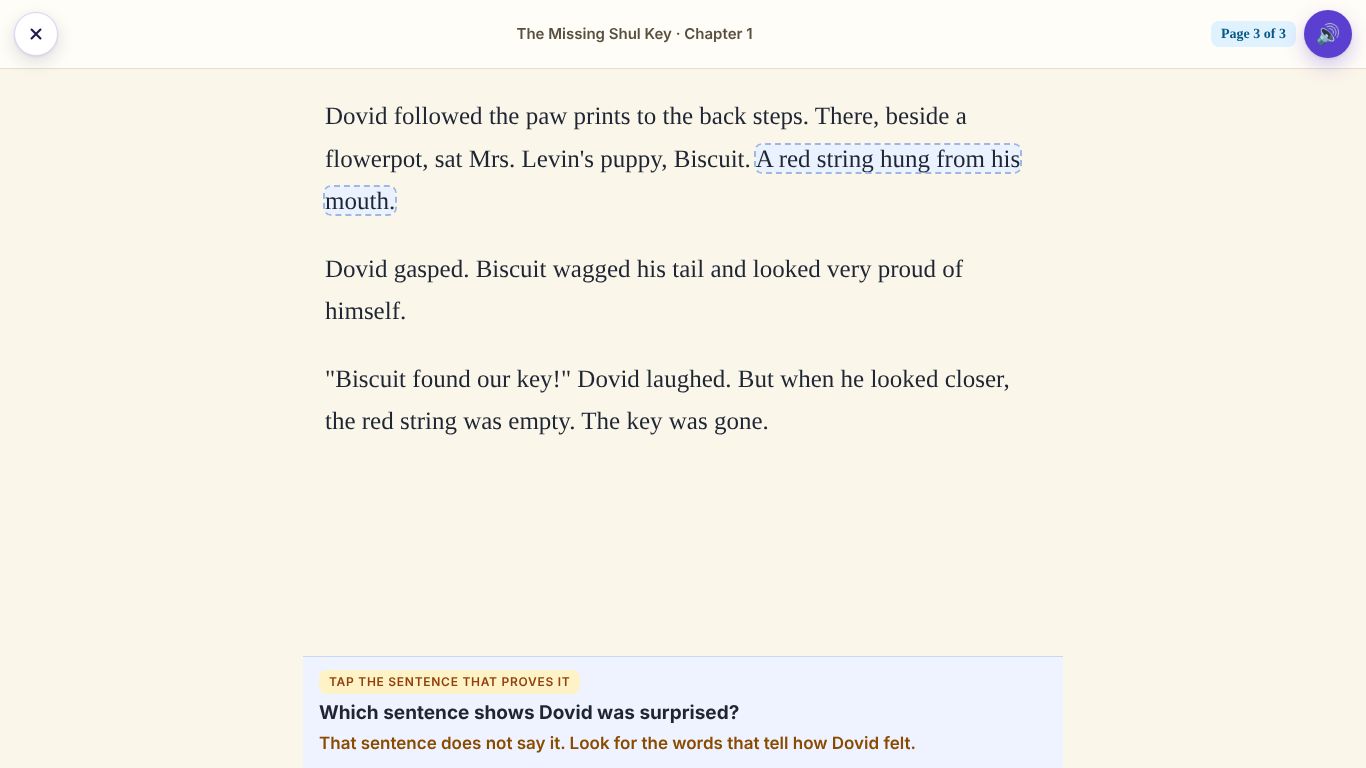 The Missing Shul Key · Chapter 1
Page 3 of 3
Dovid followed the paw prints to the back steps. There, beside a
flowerpot, sat Mrs. Levin's puppy, Biscuit. A red string hung from his
mouth.
Dovid gasped. Biscuit wagged his tail and looked very proud of
himself.
"Biscuit found our key!" Dovid laughed. But when he looked closer,
the red string was empty. The key was gone.
TAP THE SENTENCE THAT PROVES IT
Which sentence shows Dovid was surprised?
That sentence does not say it. Look for the words that tell how Dovid felt.